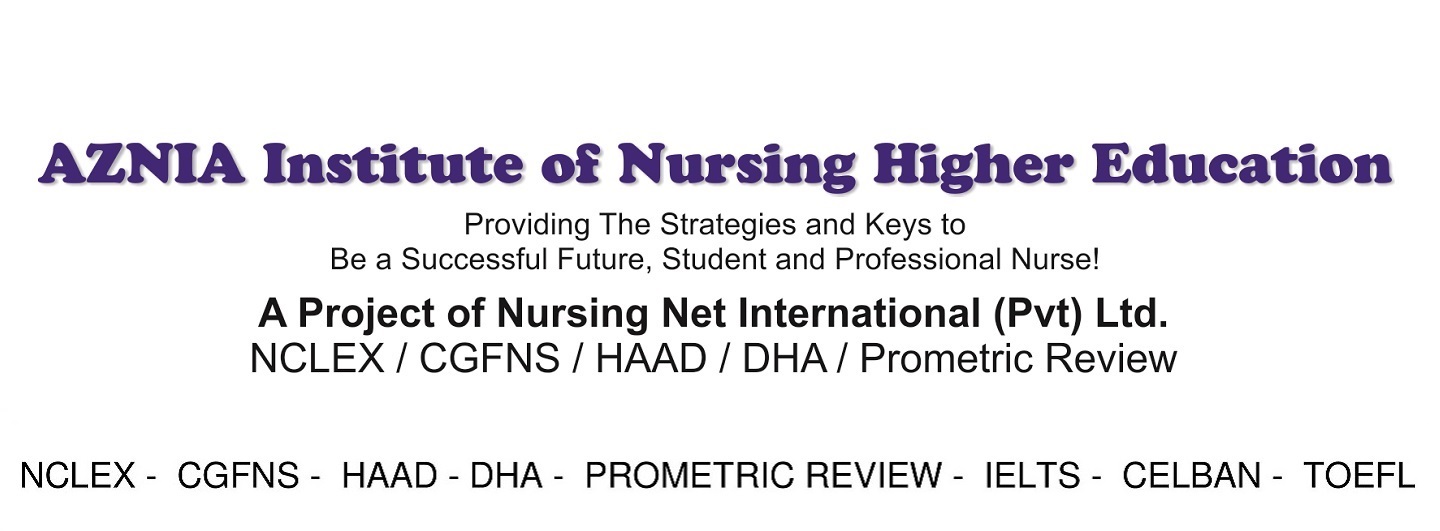 AZNIA Institute of Nursing Higher Education
Providing The Strategies and Keys to
Be a Successful Future, Student and Professional Nurse!
A Project of Nursing Net International (Pvt) Ltd.
NCLEX / CGFNS / HAAD / DHA / Prometric Review
NCLEX - CGFNS - HAAD - DHA - PROMETRIC REVIEW - IELTS - CELBAN - TOEFL